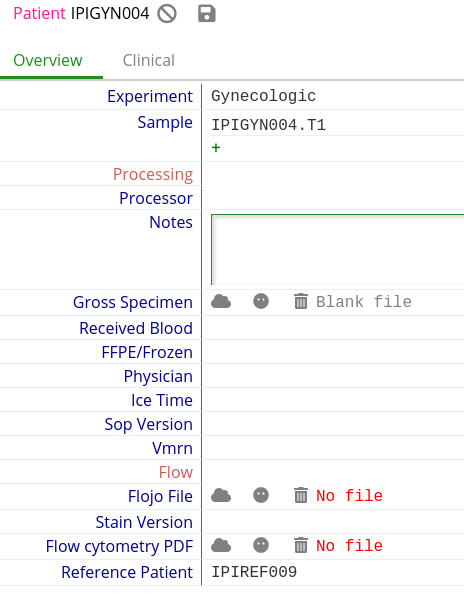 Patient IPIGYN004
Overview Clinical
Experiment Gynecologic
Sample IPIGYN004.T1
+
Processing
Processor
Notes
Gross Specimen Blank file
Received Blood
FFPE/Frozen
Physician
Ice Time
Sop Version
Vmrn
Flow
Flojo File No file
Stain Version
Flow cytometry PDF No file
Reference Patient IPIREF009